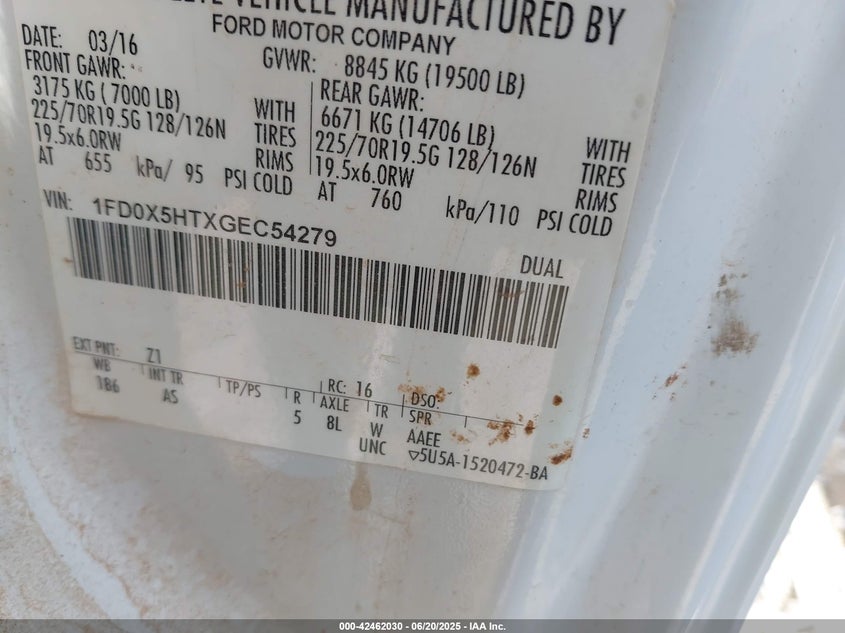 VEHICLE MANUFACTURED BY
FORD MOTOR COMPANY
DATE: 03/16
GVWR: 8845 KG (19500 LB)
FRONT GAWR:
3175 KG ( 7000 LB)
225/70R19.5G 128/126N
19.5x6.0RW
AT 655 kPa/ 95 PSI COLD
WITH
TIRES
RIMS
REAR GAWR:
6671 KG (14706 LB)
225/70R19.5G 128/126N
19.5x6.0RW
AT 760 kPa/110 PSI COLD
WITH
TIRES
RIMS
VIN: 1FD0X5HTXGEC54279
DUAL
EXT PNT: Z1
RC: 16
DSO:
WB
INT TR
TP/PS
R
AXLE
TR
SPR
186
AS
5
8L
W
AAEE
UNC
▽5U5A-1520472-BA
000-42462030 - 06/20/2025 - IAA Inc.